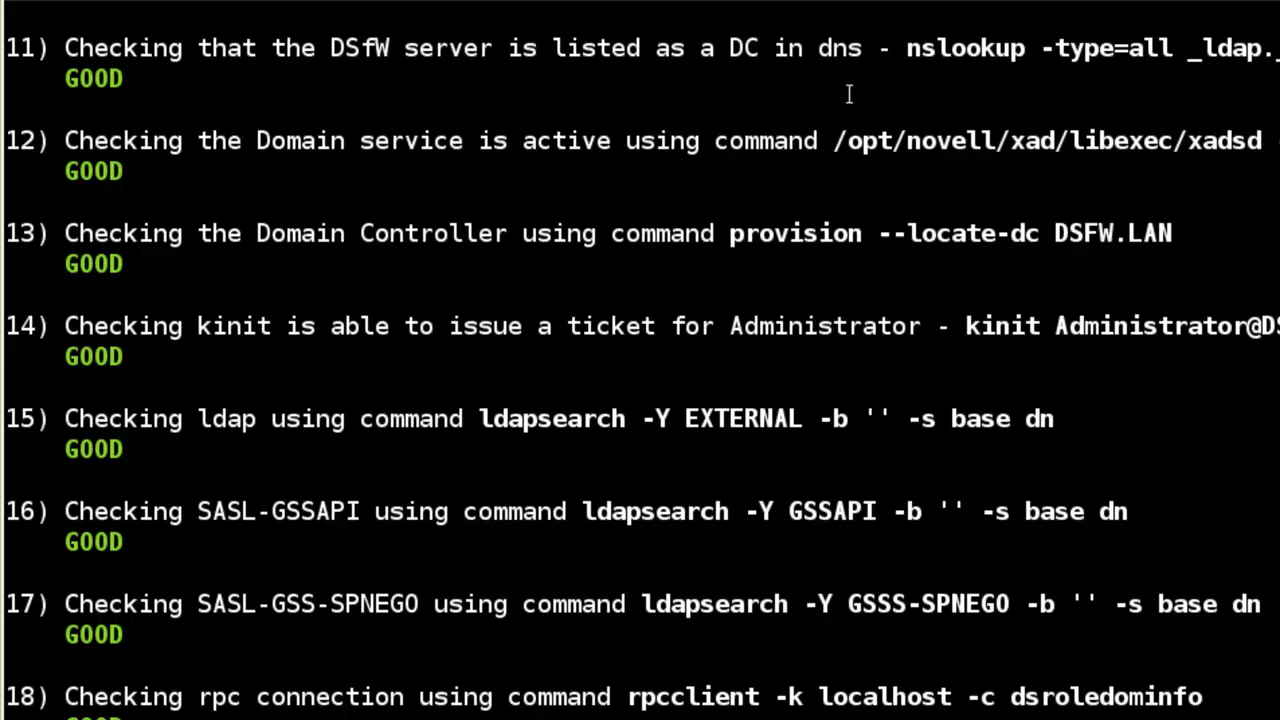 11) Checking that the DSfW server is listed as a DC in dns - nslookup -type=all _ldap._
GOOD
12) Checking the Domain service is active using command /opt/novell/xad/libexec/xadsd
GOOD
13) Checking the Domain Controller using command provision --locate-dc DSFW.LAN
GOOD
14) Checking kinit is able to issue a ticket for Administrator - kinit Administrator@DS
GOOD
15) Checking ldap using command ldapsearch -Y EXTERNAL -b '' -s base dn
GOOD
16) Checking SASL-GSSAPI using command ldapsearch -Y GSSAPI -b '' -s base dn
GOOD
17) Checking SASL-GSS-SPNEGO using command ldapsearch -Y GSSS-SPNEGO -b '' -s base dn
GOOD
18) Checking rpc connection using command rpcclient -k localhost -c dsroledominfo